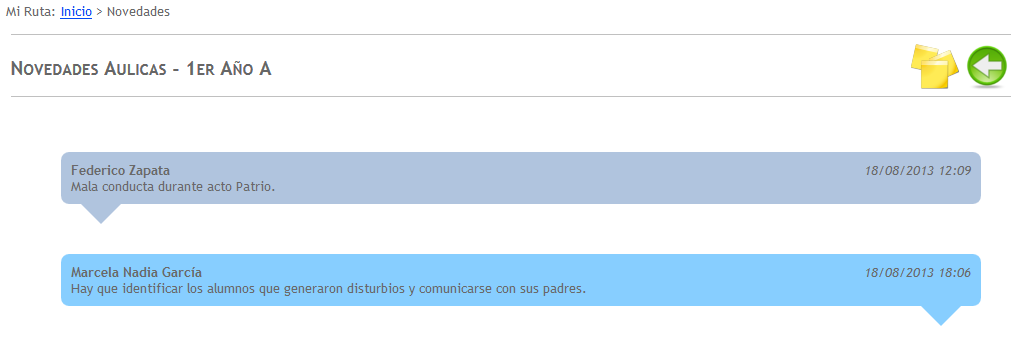 Mi Ruta: Inicio > Novedades
Novedades Aulicas - 1er Año A
Federico Zapata 18/08/2013 12:09
Mala conducta durante acto Patrio.
Marcela Nadia García 18/08/2013 18:06
Hay que identificar los alumnos que generaron disturbios y comunicarse con sus padres.